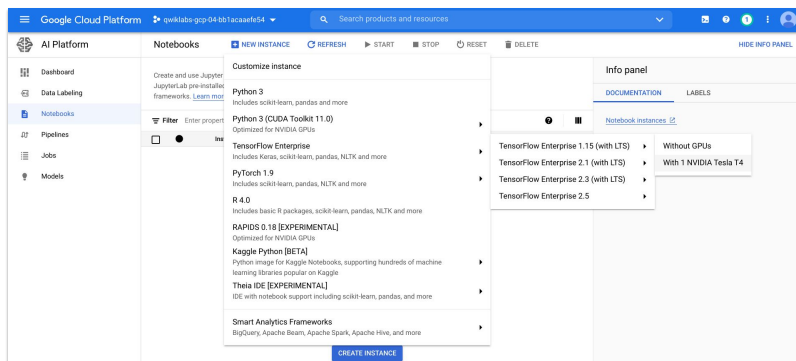 Google Cloud Platform
qwiklabs-gcp-04-bb1acaaefe54
Search products and resources
1
AI Platform
Notebooks
NEW INSTANCE
REFRESH
START
STOP
RESET
DELETE
HIDE INFO PANEL
Dashboard
Data Labeling
Notebooks
Pipelines
Jobs
Models
Create and use Jupyter
JupyterLab pre-installed
frameworks. Learn mor
Filter Enter propert
Ins
Customize instance
Python 3
Includes scikit-learn, pandas and more
Python 3 (CUDA Toolkit 11.0)
Optimized for NVIDIA GPUs
TensorFlow Enterprise
Includes Keras, scikit-learn, pandas, NLTK and more
PyTorch 1.9
Includes scikit-learn, pandas, NLTK and more
R 4.0
Includes basic R packages, scikit-learn, pandas, NLTK and more
RAPIDS 0.18 [EXPERIMENTAL]
Optimized for NVIDIA GPUs
Kaggle Python [BETA]
Python image for Kaggle Notebooks, supporting hundreds of machine
learning libraries popular on Kaggle
Theia IDE [EXPERIMENTAL]
IDE with notebook support including scikit-learn, pandas, and more
Smart Analytics Frameworks
BigQuery, Apache Beam, Apache Spark, Apache Hive, and more
CREATE INSTANCE
TensorFlow Enterprise 1.15 (with LTS)
TensorFlow Enterprise 2.1 (with LTS)
TensorFlow Enterprise 2.3 (with LTS)
TensorFlow Enterprise 2.5
Without GPUs
With 1 NVIDIA Tesla T4
Info panel
DOCUMENTATION
LABELS
Notebook instances